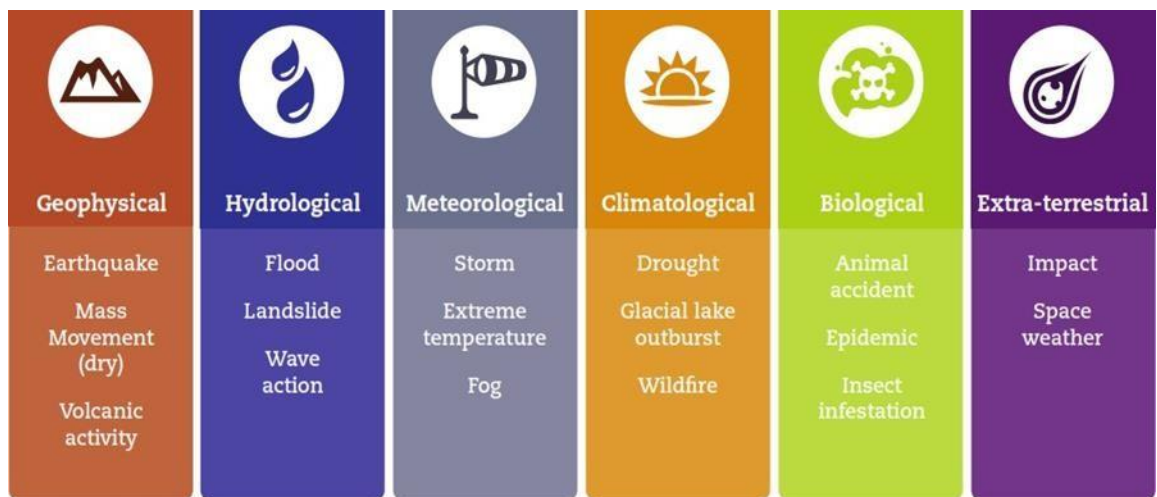 Geophysical
Earthquake
Mass
Movement
(dry)
Volcanic
activity
Hydrological
Flood
Landslide
Wave
action
Meteorological
Storm
Extreme
temperature
Fog
Climatological
Drought
Glacial lake
outburst
Wildfire
Biological
Animal
accident
Epidemic
Insect
infestation
Extra-terrestrial
Impact
Space
weather